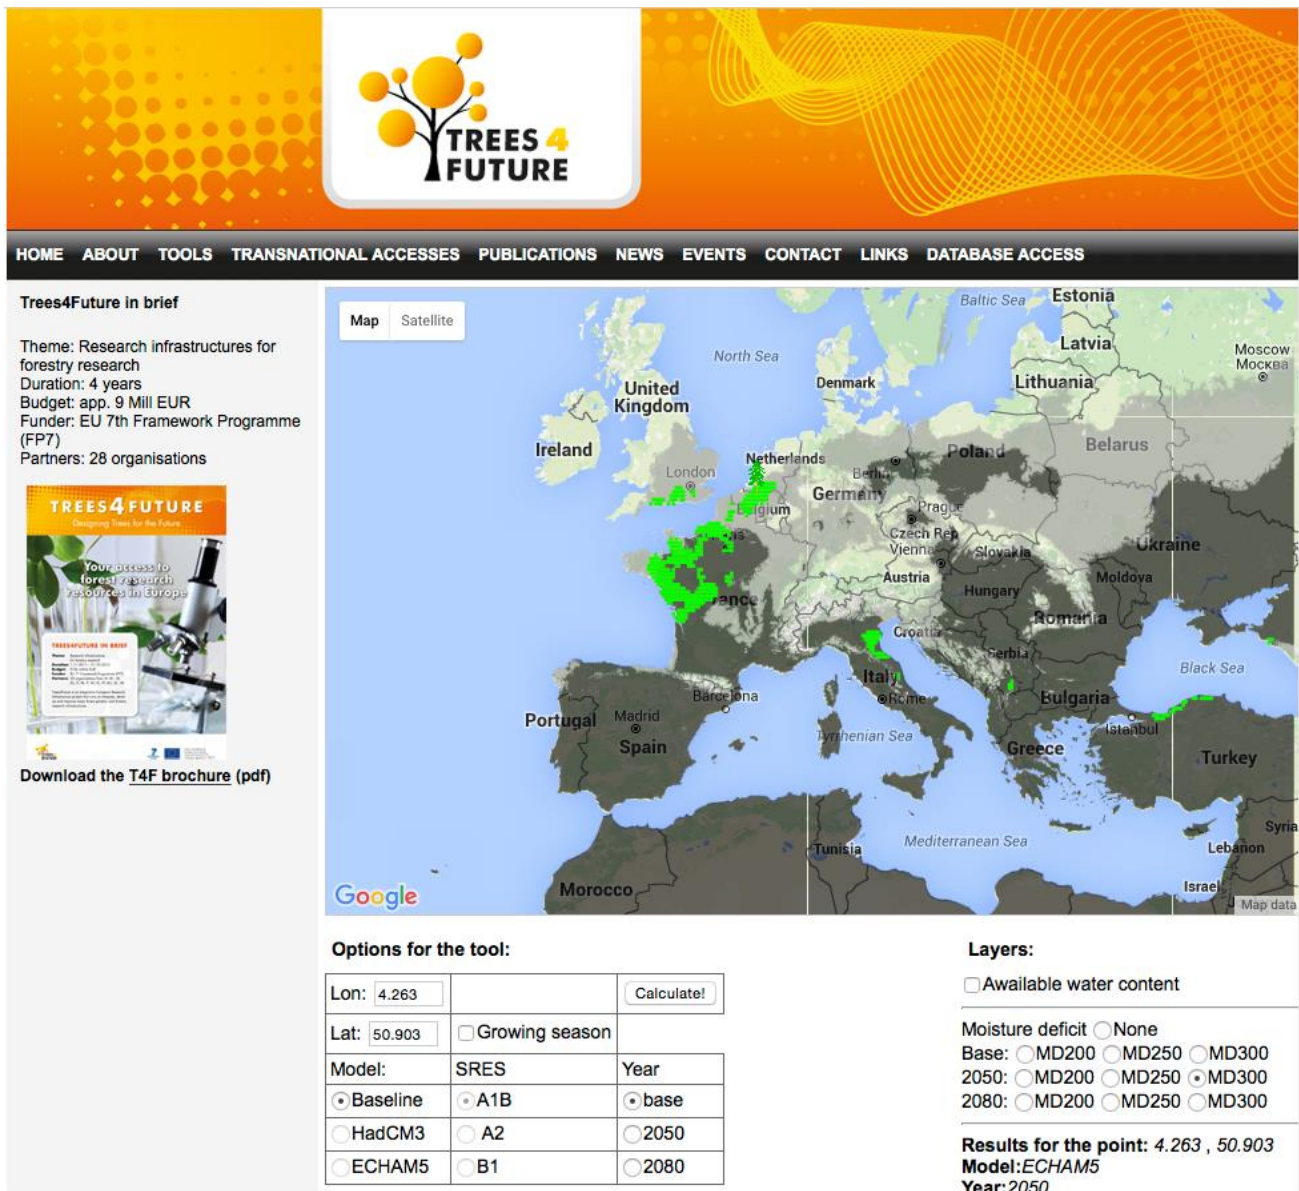 TREES 4
FUTURE
HOME ABOUT TOOLS TRANSNATIONAL ACCESSES PUBLICATIONS NEWS EVENTS CONTACT LINKS DATABASE ACCESS
Trees4Future in brief
Theme: Research infrastructures for
forestry research
Duration: 4 years
Budget: app. 9 Mill EUR
Funder: EU 7th Framework Programme
(FP7)
Partners: 28 organisations
TREES4FUTURE
Designing Trees for the Future
Your access to
forest research
resources in Europe
TREES4FUTURE IN BRIEF
Download the T4F brochure (pdf)
Map Satellite
Baltic Sea
Estonia
Latvia
Moscow
Москва
North Sea
Denmark
Lithuania
United
Kingdom
Ireland
Netherlands
Poland
Belarus
London
Berlin
Germany
Belgium
Prague
Czech Rep
Vienna
Slovakia
Ukraine
Austria
Moldova
Hungary
France
Romania
Croatia
Serbia
Black Sea
Italy
Barcelona
Rome
Bulgaria
Portugal
Madrid
Istanbul
Spain
Tyrrhenian Sea
Greece
Turkey
Syria
Tunisia
Mediterranean Sea
Lebanon
Morocco
Israel
Google
Map data
Options for the tool:
Lon: 4.263 Calculate!
Lat: 50.903 Growing season
Model: SRES Year
Baseline A1B base
HadCM3 A2 2050
ECHAM5 B1 2080
Layers:
Awailable water content
Moisture deficit None
Base: MD200 MD250 MD300
2050: MD200 MD250 MD300
2080: MD200 MD250 MD300
Results for the point: 4.263 , 50.903
Model:ECHAM5
Year:2050